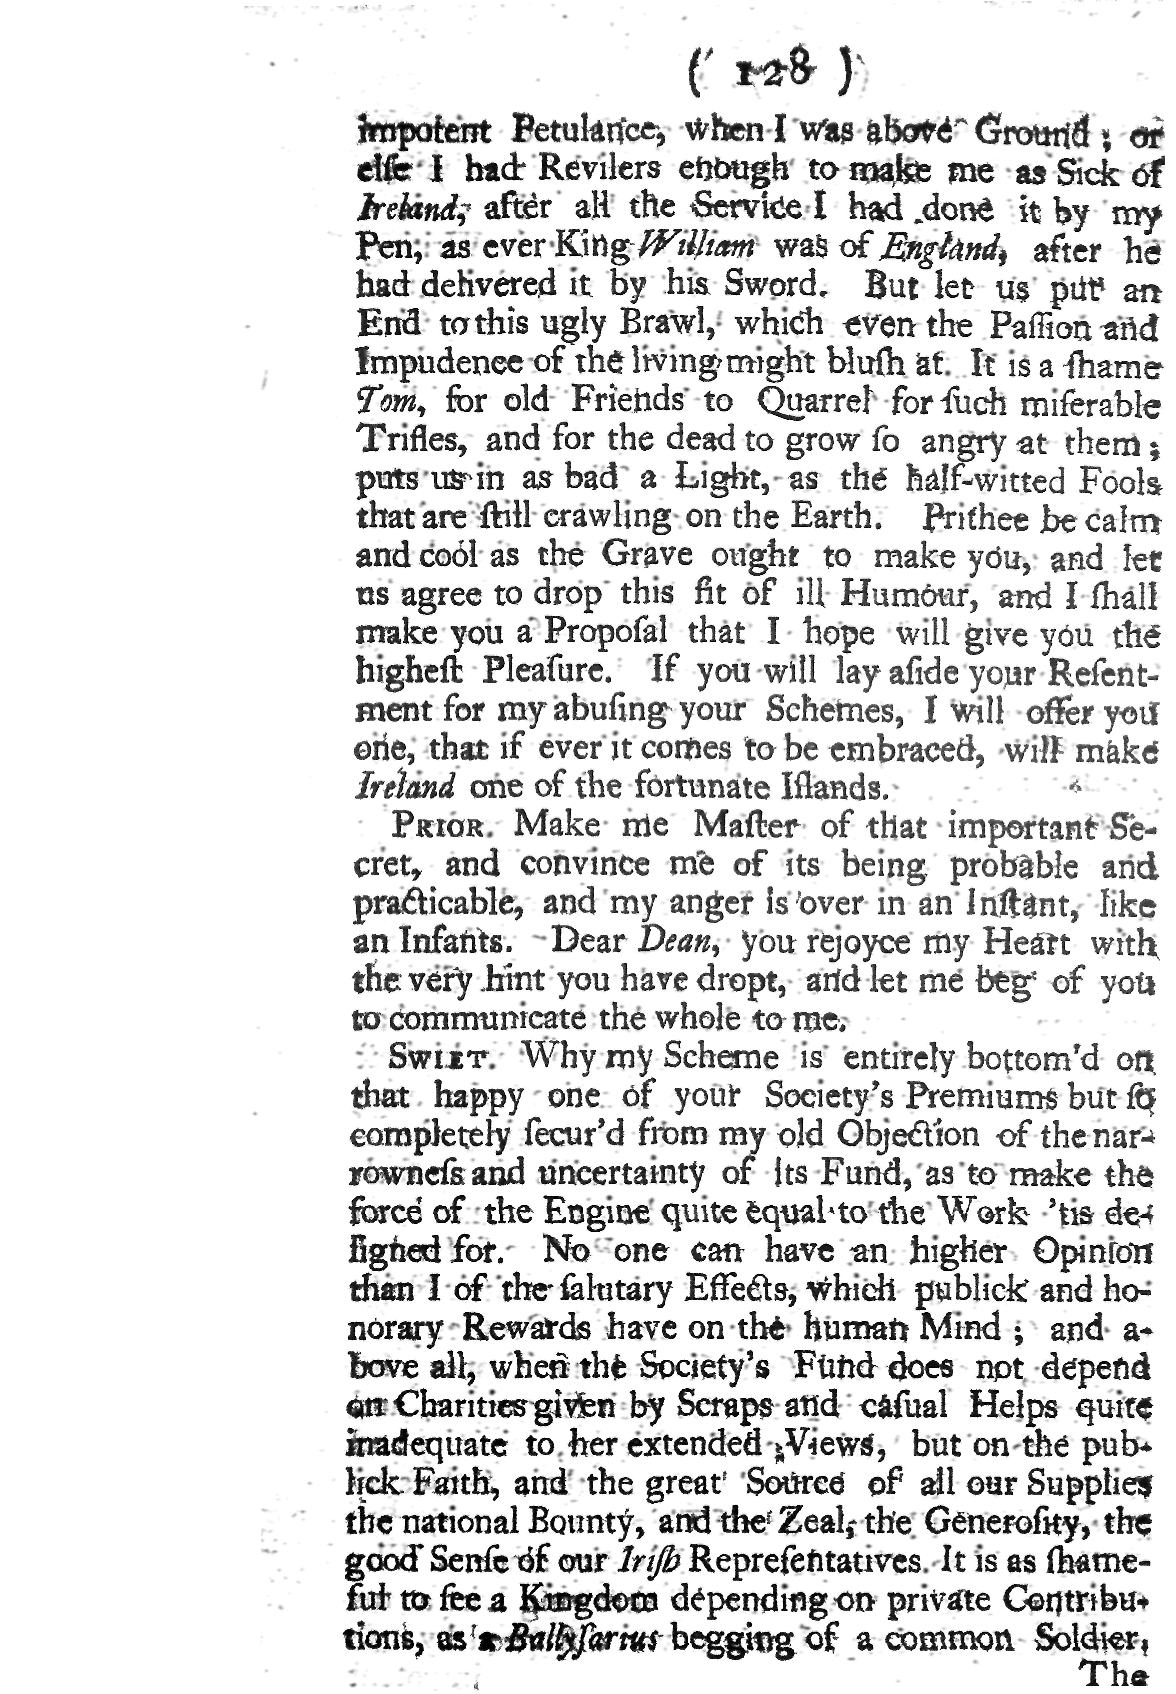 ( 128 )
impotent Petulance, when I was above Ground ; or
elſe I had Revilers enough to make me as Sick of
Ireland, after all the Service I had done it by my
Pen, as ever King William was of England, after he
had delivered it by his Sword. But let us put an
End to this ugly Brawl, which even the Paſſion and
Impudence of the living might bluſh at. It is a ſhame
Tom, for old Friends to Quarrel for ſuch miſerable
Trifles, and for the dead to grow ſo angry at them ;
puts us in as bad a Light, as the half-witted Fools
that are ſtill crawling on the Earth. Prithee be calm
and cool as the Grave ought to make you, and let
us agree to drop this fit of ill Humour, and I ſhall
make you a Propoſal that I hope will give you the
higheſt Pleaſure. If you will lay aſide your Reſent-
ment for my abuſing your Schemes, I will offer you
one, that if ever it comes to be embraced, will make
Ireland one of the fortunate Iſlands.
PRIOR. Make me Maſter of that important Se-
cret, and convince me of its being probable and
practicable, and my anger is over in an Inſtant, like
an Infants. Dear Dean, you rejoyce my Heart with
the very hint you have dropt, and let me beg of you
to communicate the whole to me.
SWIFT. Why my Scheme is entirely bottom'd on
that happy one of your Society's Premiums but ſo
completely ſecur'd from my old Objection of the nar-
rowneſs and uncertainty of its Fund, as to make the
force of the Engine quite equal to the Work 'tis de-
ſigned for. No one can have an higher Opinion
than I of the ſalutary Effects, which publick and ho-
norary Rewards have on the human Mind ; and a-
bove all, when the Society's Fund does not depend
on Charities given by Scraps and caſual Helps quite
inadequate to her extended Views, but on the pub-
lick Faith, and the great Source of all our Supplies
the national Bounty, and the Zeal, the Generoſity, the
good Senſe of our Iriſh Repreſentatives. It is as ſhame-
ful to ſee a Kingdom depending on private Contribu-
tions, as a Ballyſarius begging of a common Soldier,
The